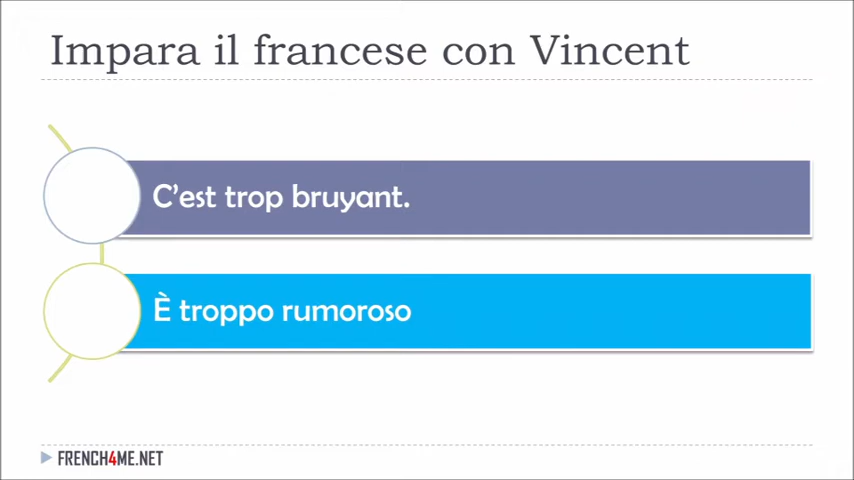 Impara il francese con Vincent
C’est trop bruyant.
È troppo rumoroso
FRENCH4ME.NET